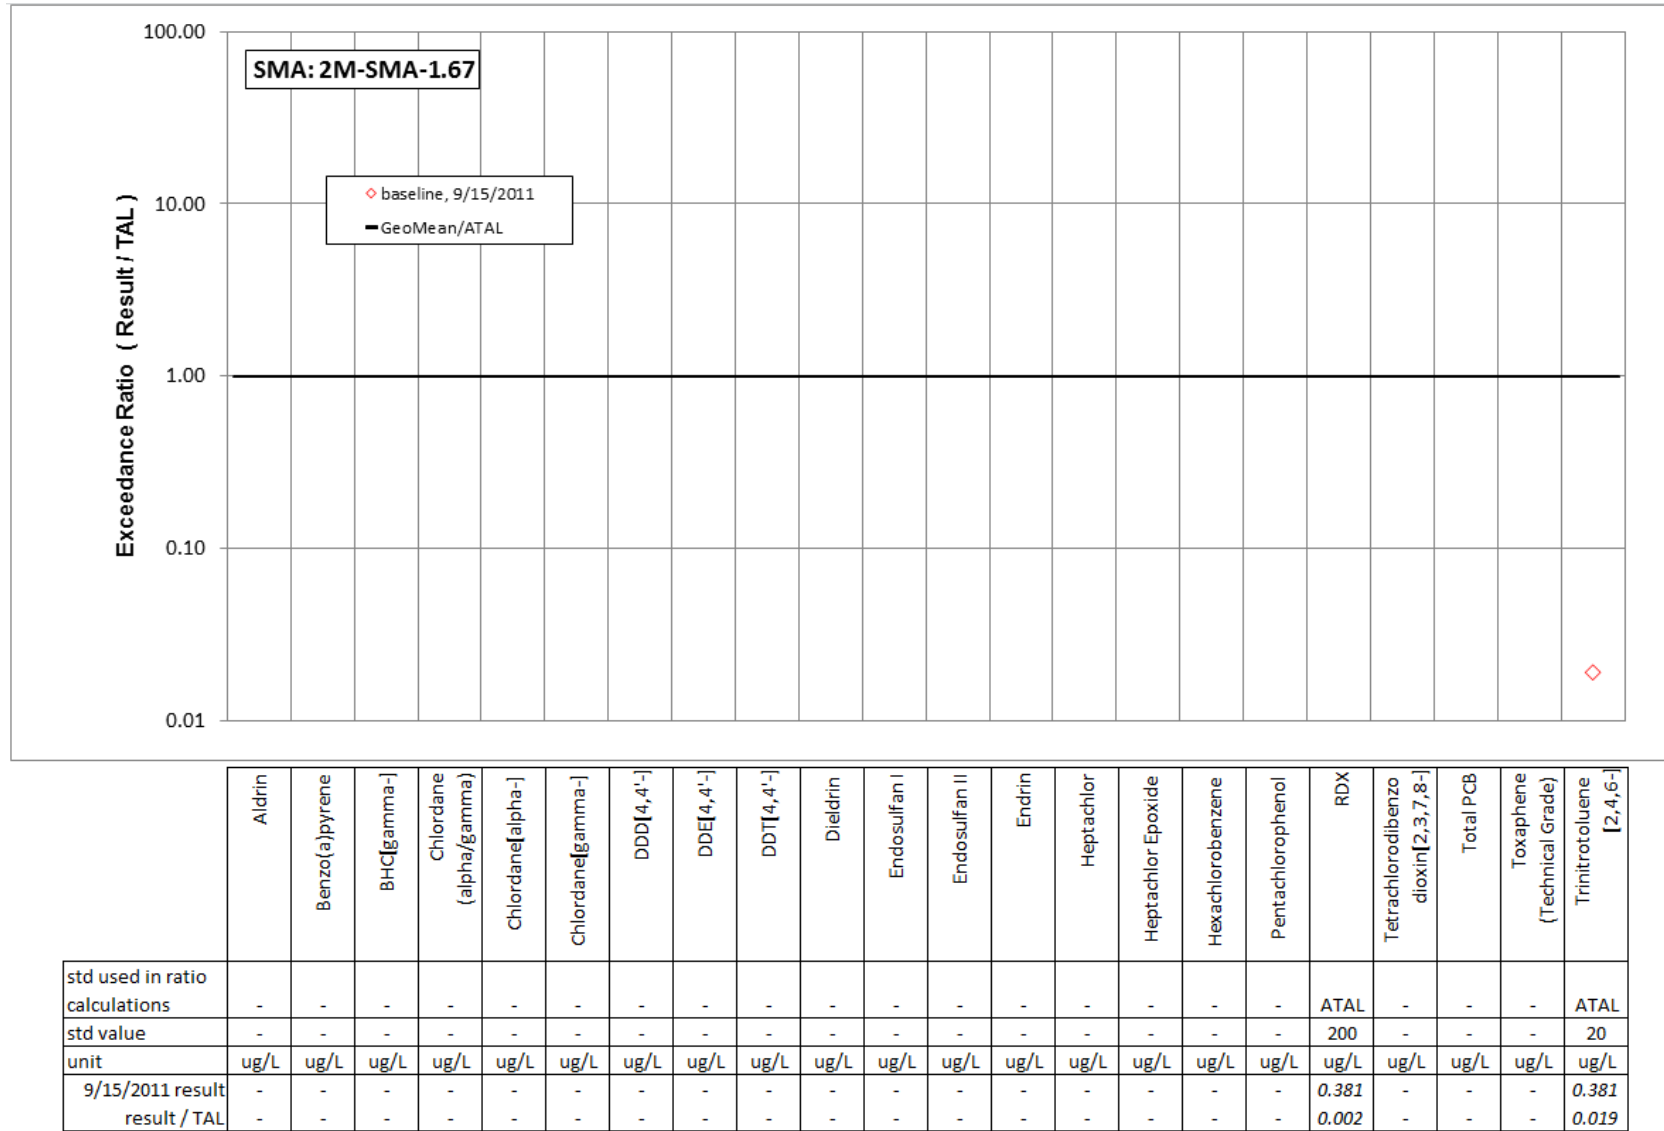 100.00
SMA: 2M-SMA-1.67
baseline, 9/15/2011
GeoMean/ATAL
10.00
1.00
0.10
0.01
Exceedance Ratio ( Result / TAL )
Aldrin
Benzo(a)pyrene
BHC[gamma-]
Chlordane
(alpha/gamma)
Chlordane[alpha-]
Chlordane[gamma-]
DDD[4,4'-]
DDE[4,4'-]
DDT[4,4'-]
Dieldrin
Endosulfan I
Endosulfan II
Endrin
Heptachlor
Heptachlor Epoxide
Hexachlorobenzene
Pentachlorophenol
RDX
Tetrachlorodibenzo
dioxin[2,3,7,8-]
Total PCB
Toxaphene
(Technical Grade)
Trinitrotoluene
[2,4,6-]
std used in ratio
calculations - - - - - - - - - - - - - - - - - ATAL - - - ATAL
std value - - - - - - - - - - - - - - - - - 200 - - - 20
unit ug/L ug/L ug/L ug/L ug/L ug/L ug/L ug/L ug/L ug/L ug/L ug/L ug/L ug/L ug/L ug/L ug/L ug/L ug/L ug/L ug/L ug/L
9/15/2011 result - - - - - - - - - - - - - - - - - 0.381 - - - 0.381
result / TAL - - - - - - - - - - - - - - - - - 0.002 - - - 0.019